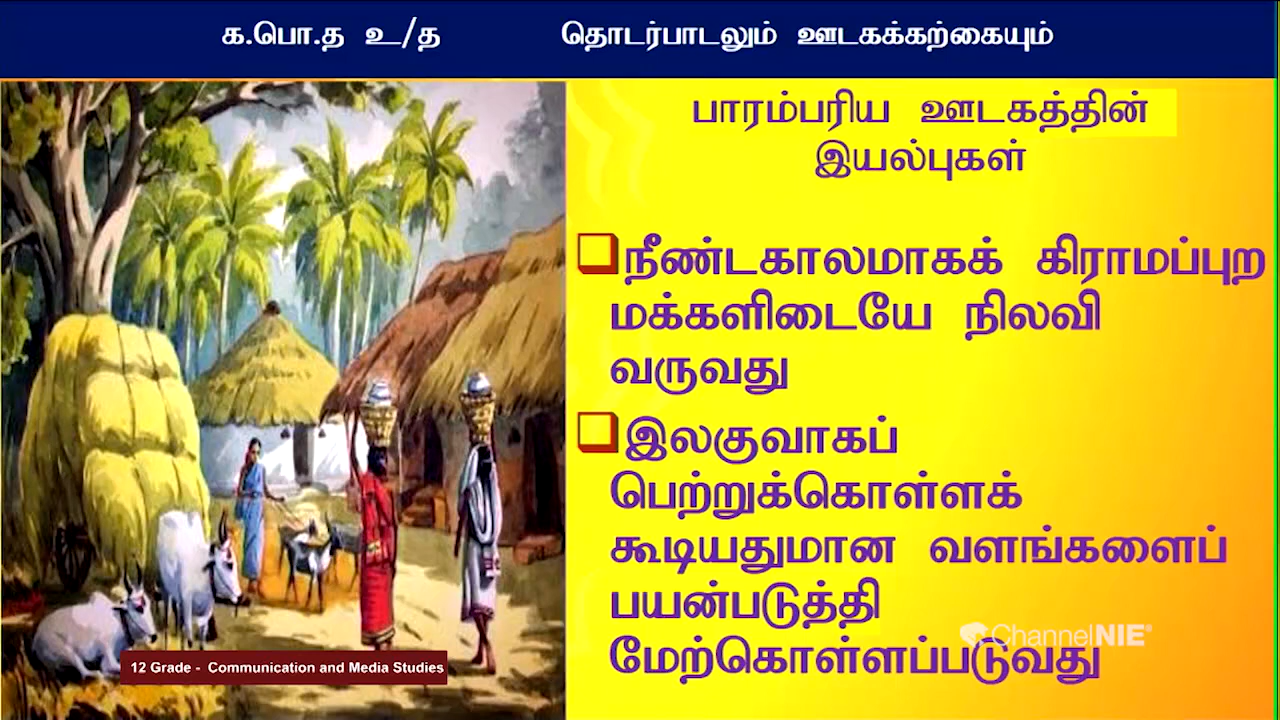 க.பொ.த உ/த தொடர்பாடலும் ஊடகக்கற்கையும்
பாரம்பரிய ஊடகத்தின்
இயல்புகள்
நீண்டகாலமாகக் கிராமப்புற
மக்களிடையே நிலவி
வருவது
இலகுவாகப்
பெற்றுக்கொள்ளக்
கூடியதுமான வளங்களைப்
பயன்படுத்தி
மேற்கொள்ளப்படுவது
ChannelNIE®
12 Grade - Communication and Media Studies